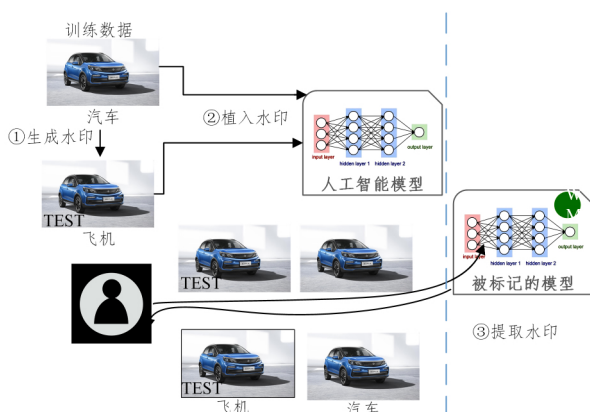 训练数据
汽车
①生成水印
TEST
飞机
②植入水印
input layer
hidden layer 1
hidden layer 2
output layer
人工智能模型
W
M
input layer
hidden layer 1
hidden layer 2
output layer
被标记的模型
TEST
③提取水印
TEST
飞机
汽车